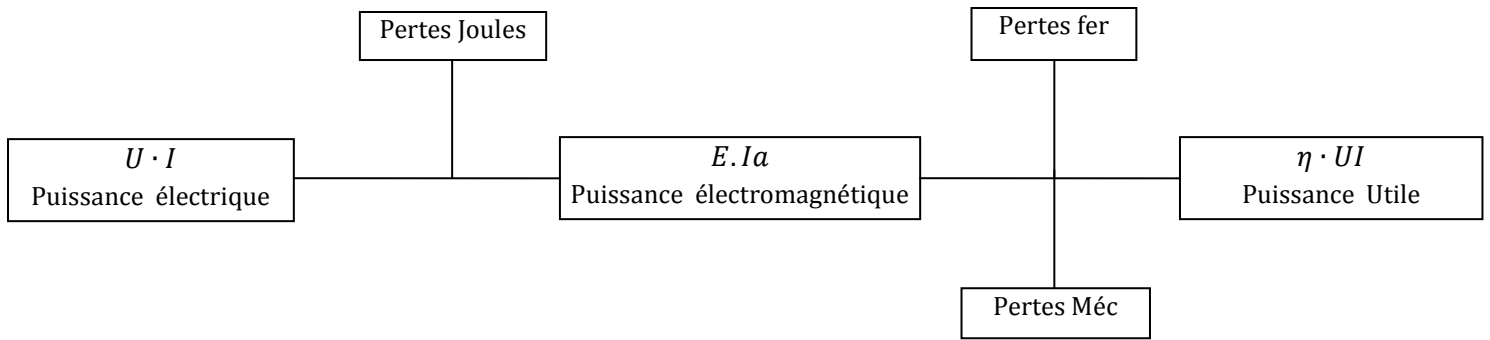 Pertes Joules
Pertes fer
U · I
Puissance électrique
E.Ia
Puissance électromagnétique
η · UI
Puissance Utile
Pertes Méc